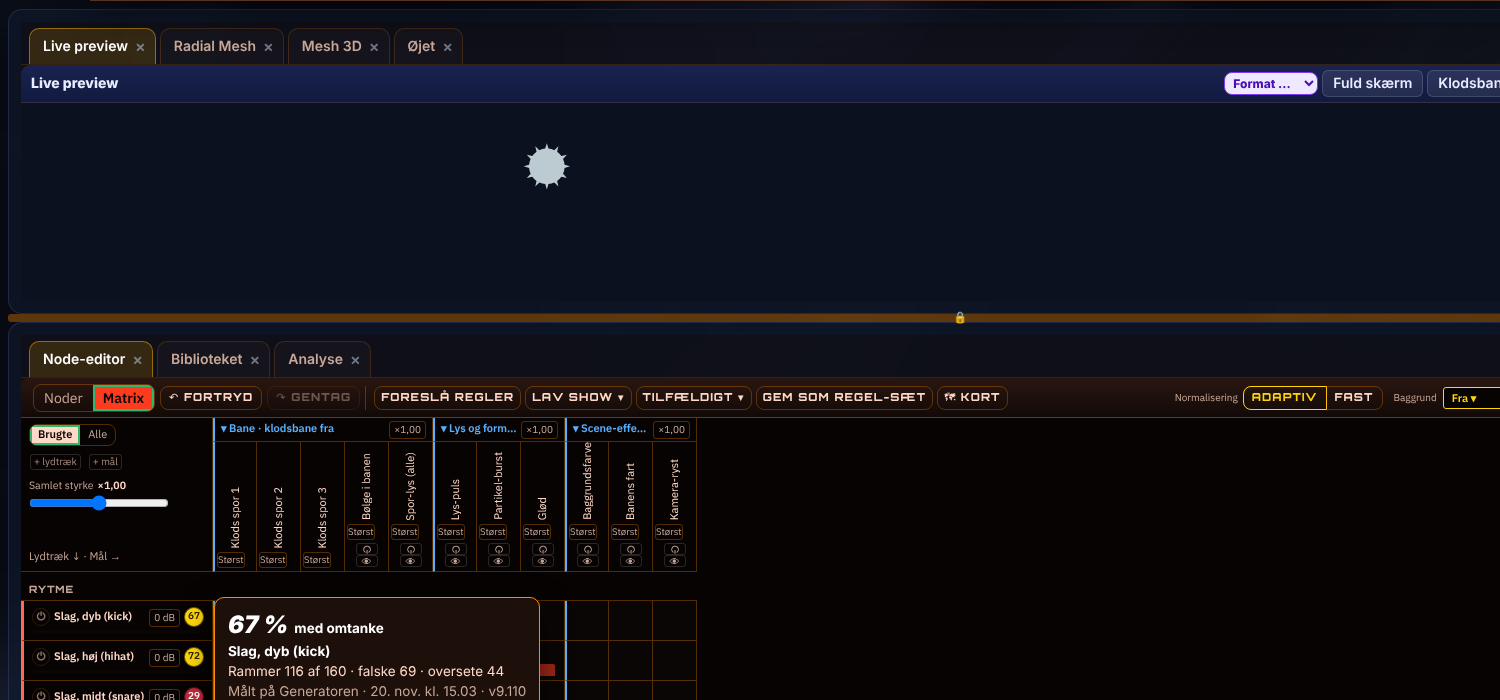 Live preview × Radial Mesh × Mesh 3D × Øjet ×
Live preview Format ... Fuld skærm
🔒
Node-editor × Biblioteket × Analyse ×
Noder Matrix ↶ FORTRYD ↷ GENTAG FORESLÅ REGLER LAV SHOW ▾ TILFÆLDIGT ▾ GEM SOM REGEL-SÆT 🗺 KORT Normalisering ADAPTIV FAST Baggrund Fra ▾
Brugte Alle
+ lydtræk + mål
Samlet styrke ×1,00
Lydtræk ↓ · Mål →
▾ Bane · klodsbane fra ×1,00 ▾ Lys og form... ×1,00 ▾ Scene-effe... ×1,00
Klods spor 1
Klods spor 2
Klods spor 3
Bølge i banen
Spor-lys (alle)
Lys-puls
Partikel-burst
Glød
Baggrundsfarve
Banens fart
Kamera-ryst
Størst Størst Størst Størst Størst Størst Størst Størst
Størst Størst Størst
RYTME
Slag, dyb (kick) 0 dB 67
Slag, høj (hihat) 0 dB 72
Slag, midt (snare) 0 dB 29
67 % med omtanke
Slag, dyb (kick)
Rammer 116 af 160 · falske 69 · oversete 44
Målt på Generatoren · 20. nov. kl. 15.03 · v9.110